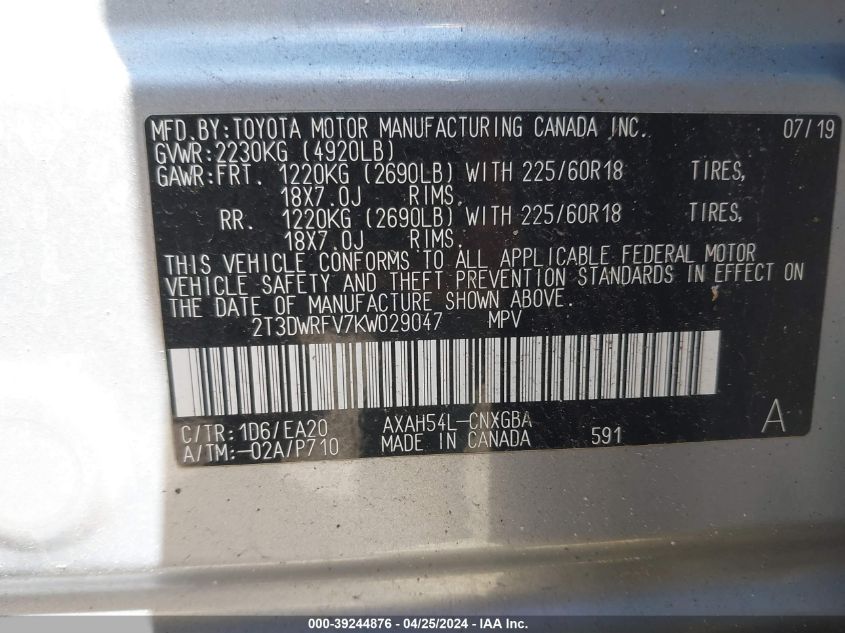 MFD.BY:TOYOTA MOTOR MANUFACTURING CANADA INC. 07/19
GVWR:2230KG (4920LB)
GAWR:FRT. 1220KG (2690LB) WITH 225/60R18 TIRES,
18X7.0J RIMS.
RR. 1220KG (2690LB) WITH 225/60R18 TIRES,
18X7.0J RIMS.
THIS VEHICLE CONFORMS TO ALL APPLICABLE FEDERAL MOTOR
VEHICLE SAFETY AND THEFT PREVENTION STANDARDS IN EFFECT ON
THE DATE OF MANUFACTURE SHOWN ABOVE.
2T3DWRFV7KW029047 MPV
C/TR:1D6/EA20 AXAH54L-CNXGBA
A/TM:-02A/P710 MADE IN CANADA 591 A
000-39244876 / 04/25/2024 - AXA Inc.